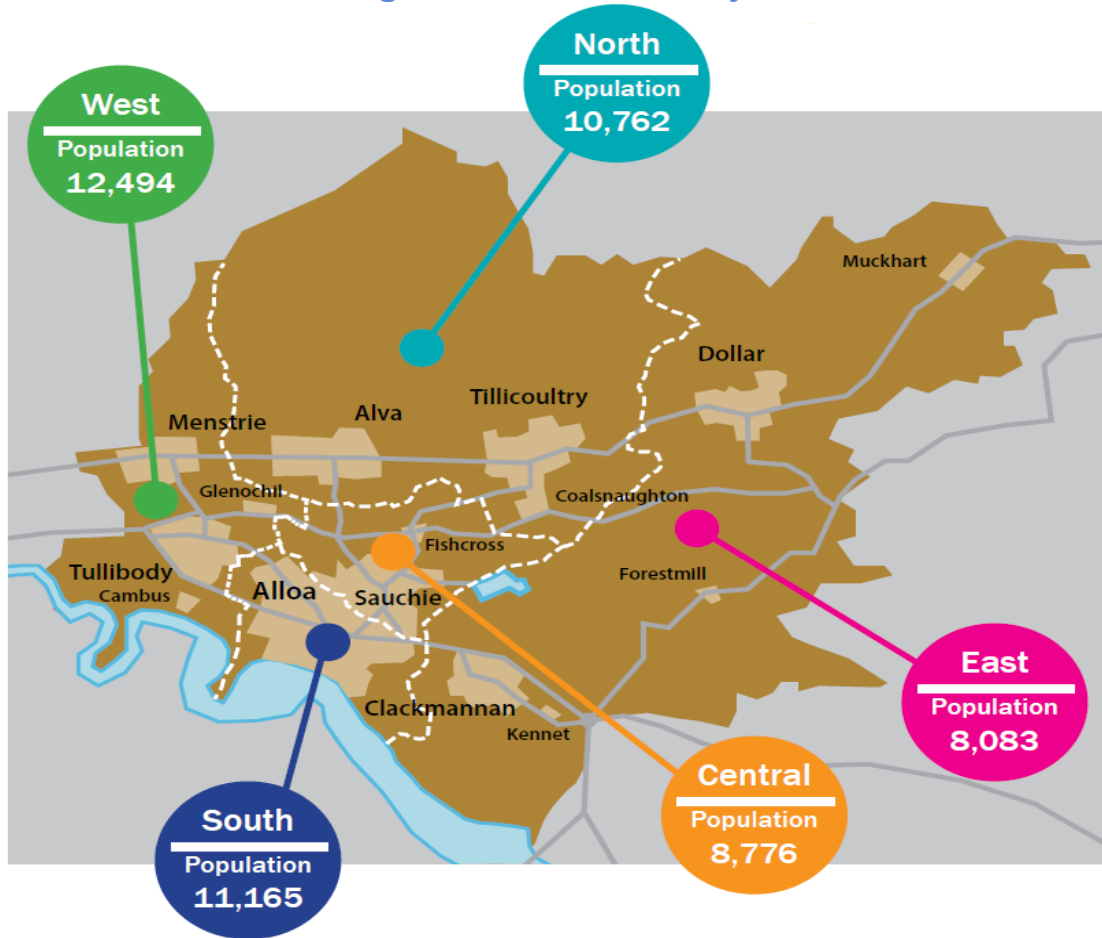 North
Population
10,762
West
Population
12,494
Muckhart
Dollar
Tillicoultry
Alva
Menstrie
Glenochil
Coalsnaughton
Fishcross
Forestmill
Tullibody
Cambus
Alloa
Sauchie
Clackmannan
Kennet
East
Population
8,083
Central
Population
8,776
South
Population
11,165